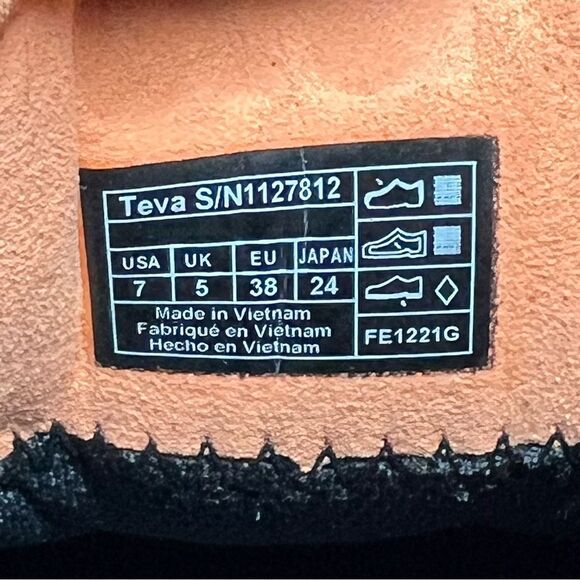 Teva S/N1127812
USA UK EU JAPAN
7 5 38 24
Made in Vietnam
Fabriqué en Viétnam
Hecho en Vietnam
FE1221G